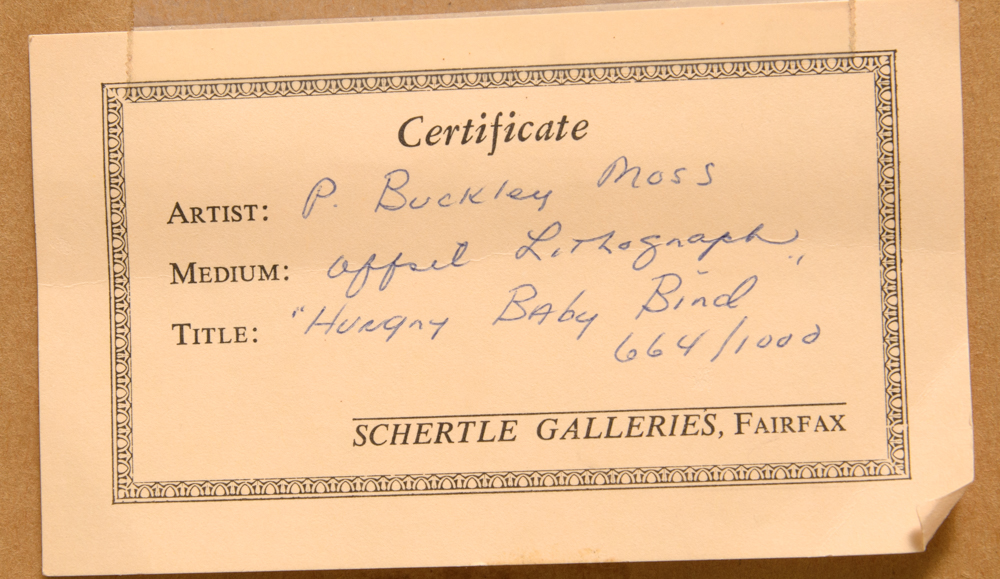 Certificate
ARTIST: P. Buckley Moss
MEDIUM: Offset Lithograph
TITLE: "Hungry Baby Bird"
664/1000
SCHERTLE GALLERIES, FAIRFAX